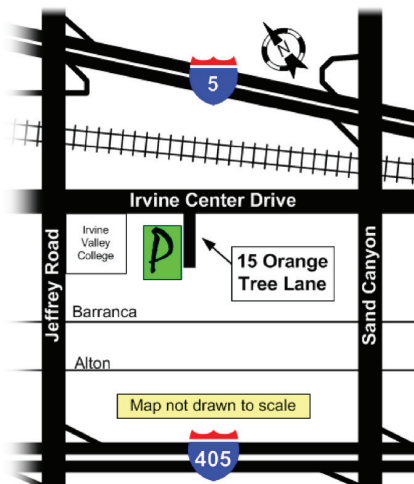 N
5
Irvine Center Drive
Irvine
Valley
College
P
15 Orange
Tree Lane
Jeffrey Road
Sand Canyon
Barranca
Alton
Map not drawn to scale
405